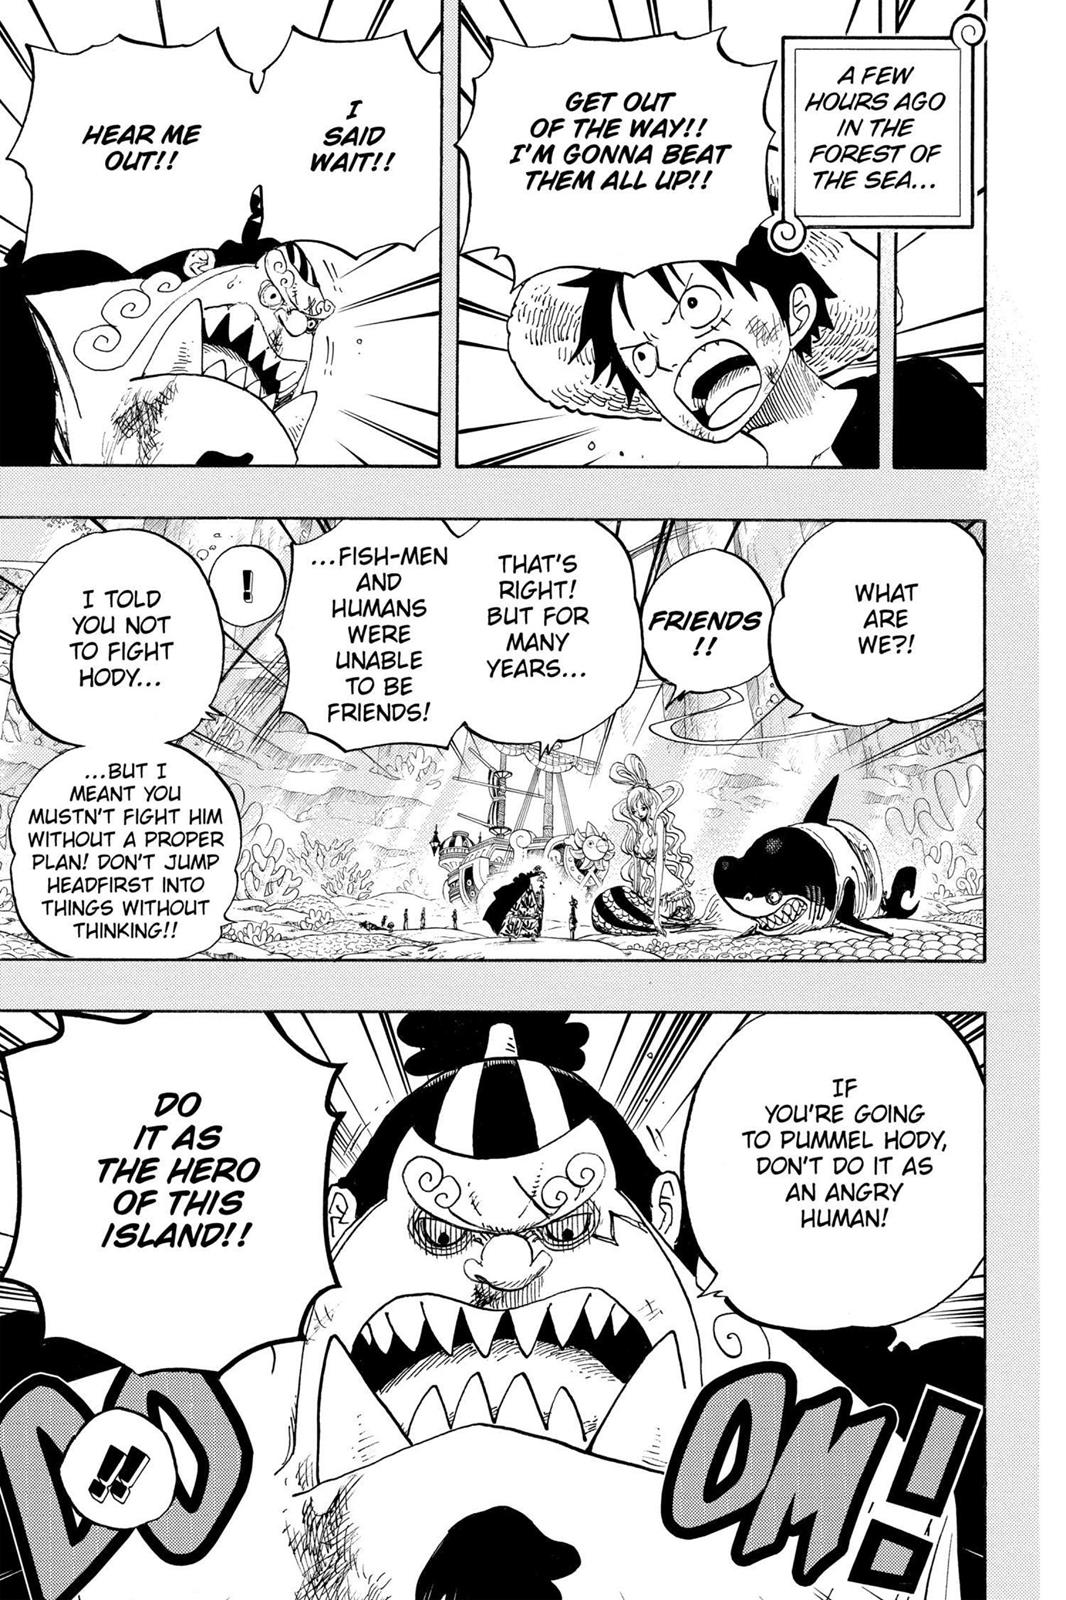 A FEW
HOURS AGO
IN THE
FOREST OF
THE SEA...
GET OUT
OF THE WAY!!
I'M GONNA BEAT
THEM ALL UP!!
I
SAID
WAIT!!
HEAR ME
OUT!!
WHAT
ARE
WE?!
FRIENDS
!!
THAT'S
RIGHT!
BUT FOR
MANY
YEARS...
...FISH-MEN
AND
HUMANS
WERE
UNABLE
TO BE
FRIENDS!
!
I TOLD
YOU NOT
TO FIGHT
HODY...
...BUT I
MEANT YOU
MUSTN'T FIGHT HIM
WITHOUT A PROPER
PLAN! DON'T JUMP
HEADFIRST INTO
THINGS WITHOUT
THINKING!!
IF
YOU'RE GOING
TO PUMMEL HODY,
DON'T DO IT AS
AN ANGRY
HUMAN!
DO
IT AS
THE HERO
OF THIS
ISLAND!!
!!
DOOM!